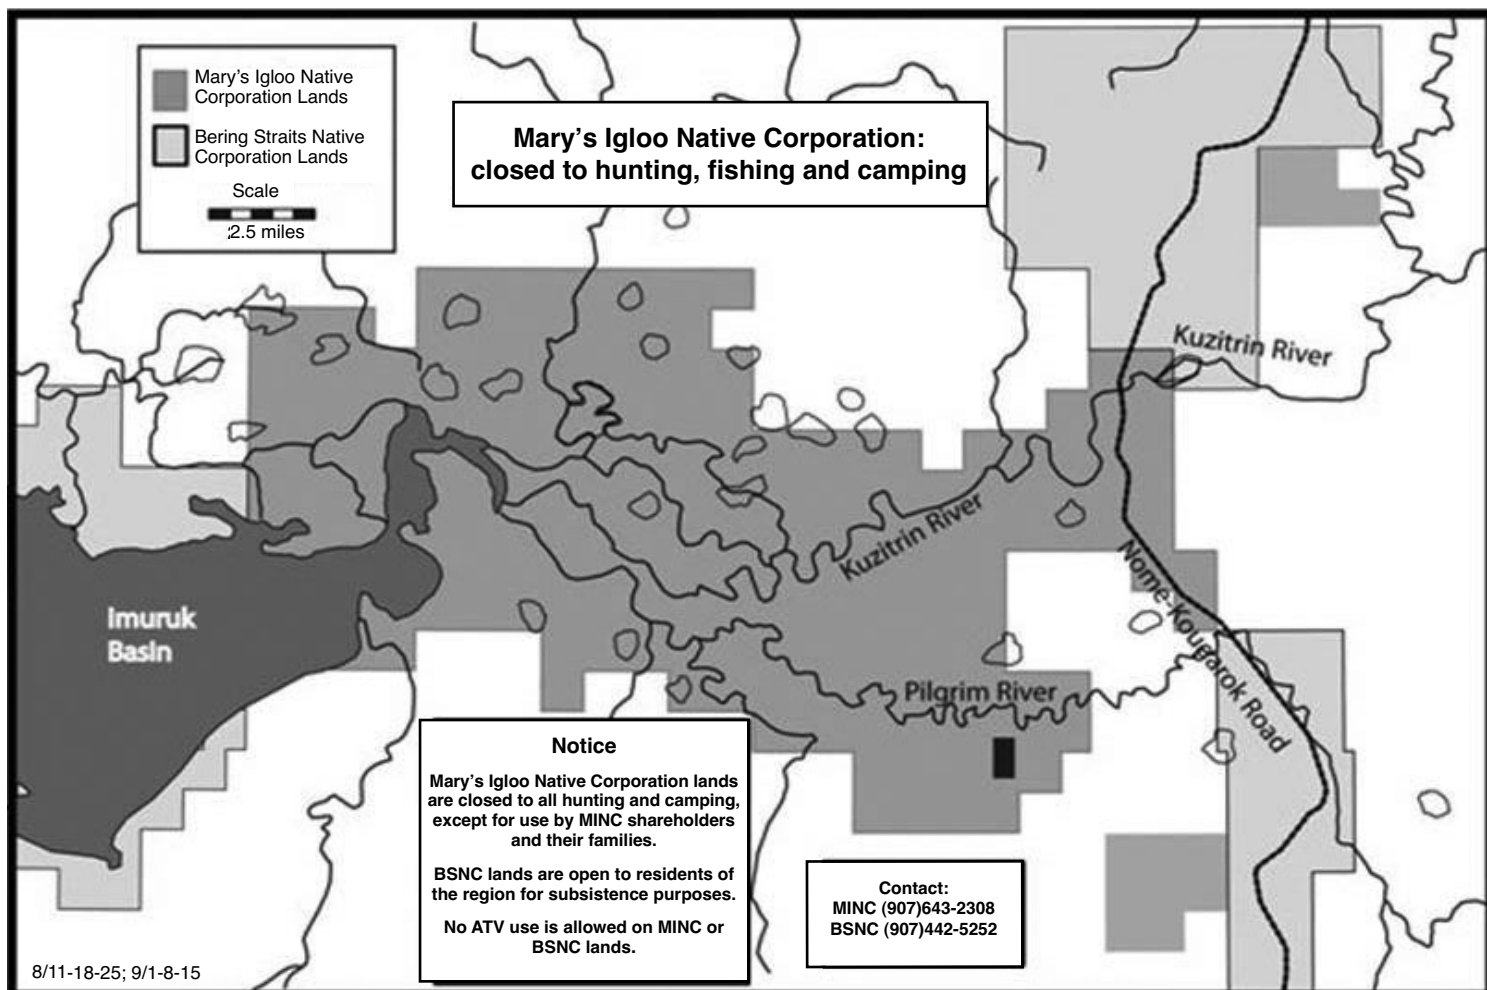 Mary's Igloo Native
Corporation Lands
Bering Straits Native
Corporation Lands
Scale
2.5 miles
Mary's Igloo Native Corporation:
closed to hunting, fishing and camping
Kuzitrin River
Kuzitrin River
Nome-Kougarok Road
Imuruk
Basin
Pilgrim River
Notice
Mary's Igloo Native Corporation lands
are closed to all hunting and camping,
except for use by MINC shareholders
and their families.
BSNC lands are open to residents of
the region for subsistence purposes.
No ATV use is allowed on MINC or
BSNC lands.
Contact:
MINC (907)643-2308
BSNC (907)442-5252
8/11-18-25; 9/1-8-15